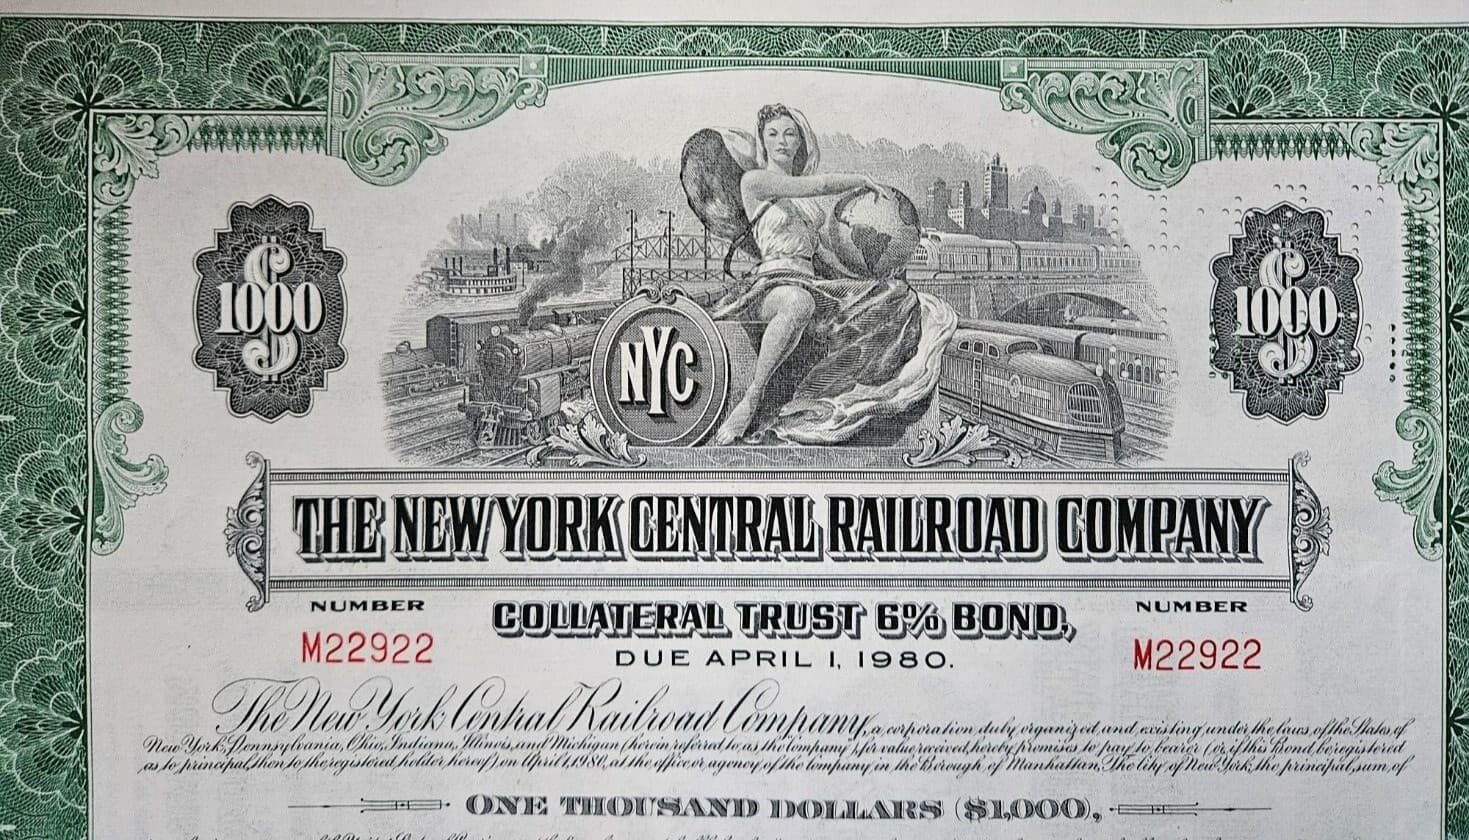 $1000
$1000
NYC
THE NEW YORK CENTRAL RAILROAD COMPANY
NUMBER
NUMBER
COLLATERAL TRUST 6% BOND,
M22922
M22922
DUE APRIL 1, 1980.
The New York Central Railroad Company, a corporation duly organized and existing under the laws of the States of
New York, Pennsylvania, Ohio, Indiana, Illinois, and Michigan (herein referred to as the Company), for value received, hereby promises to pay to bearer (or, if this Bond be registered
as to principal, then to the registered holder hereof) on April 1, 1980, at the office or agency of the Company, in the Borough of Manhattan, The City of New York, the principal sum of
ONE THOUSAND DOLLARS ($1,000),